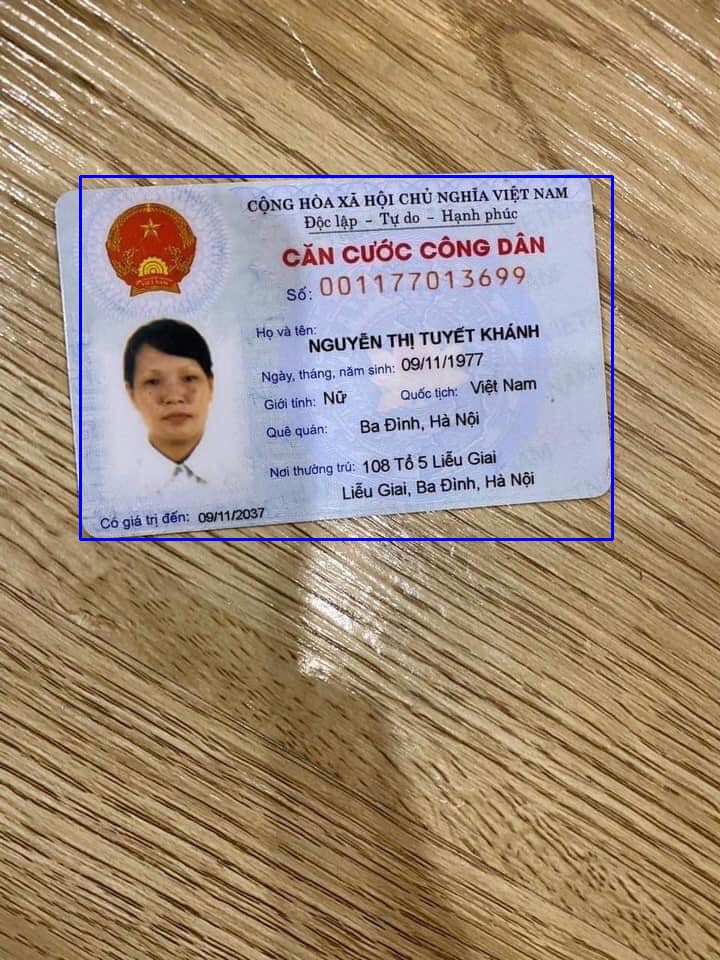 CỘNG HÒA XÃ HỘI CHỦ NGHĨA VIỆT NAM
Độc lập - Tự do - Hạnh phúc
CĂN CƯỚC CÔNG DÂN
Số: 001177013699
Họ và tên:
NGUYỄN THỊ TUYẾT KHÁNH
Ngày, tháng, năm sinh: 09/11/1977
Giới tính: Nữ Quốc tịch: Việt Nam
Quê quán: Ba Đình, Hà Nội
Nơi thường trú: 108 Tổ 5 Liễu Giai
Liễu Giai, Ba Đình, Hà Nội
Có giá trị đến: 09/11/2037